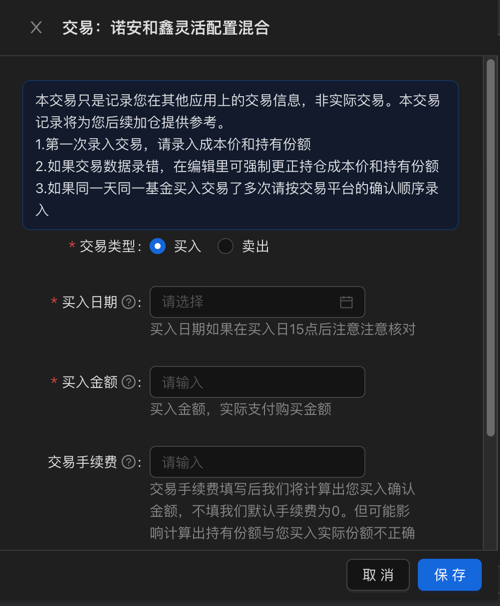 交易：诺安和鑫灵活配置混合
本交易只是记录您在其他应用上的交易信息，非实际交易。本交易
记录将为您后续加仓提供参考。
1.第一次录入交易，请录入成本价和持有份额
2.如果交易数据录错，在编辑里可强制更正持仓成本价和持有份额
3.如果同一天同一基金买入交易了多次请按交易平台的确认顺序录
入
* 交易类型： 买入 卖出
* 买入日期 ?： 请选择
买入日期如果在买入日15点后注意注意核对
* 买入金额 ?： 请输入
买入金额，实际支付购买金额
交易手续费 ?： 请输入
交易手续费填写后我们将计算出您买入确认
金额，不填我们默认手续费为0。但可能影
响计算出持有份额与您买入实际份额不正确
取 消 保 存